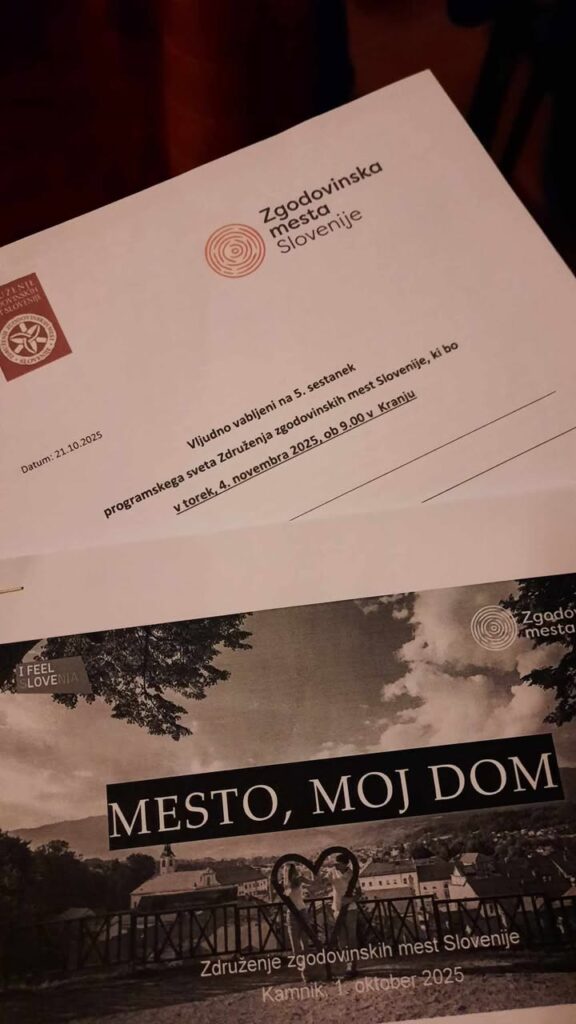 Zgodovinska
mesta
Slovenije
Datum: 21.10.2025
Vljudno vabljeni na 5. sestanek
programskega sveta Združenja zgodovinskih mest Slovenije, ki bo
v torek, 4. novembra 2025, ob 9.00 v Kranju
I FEEL
SLOVENIA
mesta
MESTO, MOJ DOM
Združenje zgodovinskih mest Slovenije
Kamnik, 1. oktober 2025